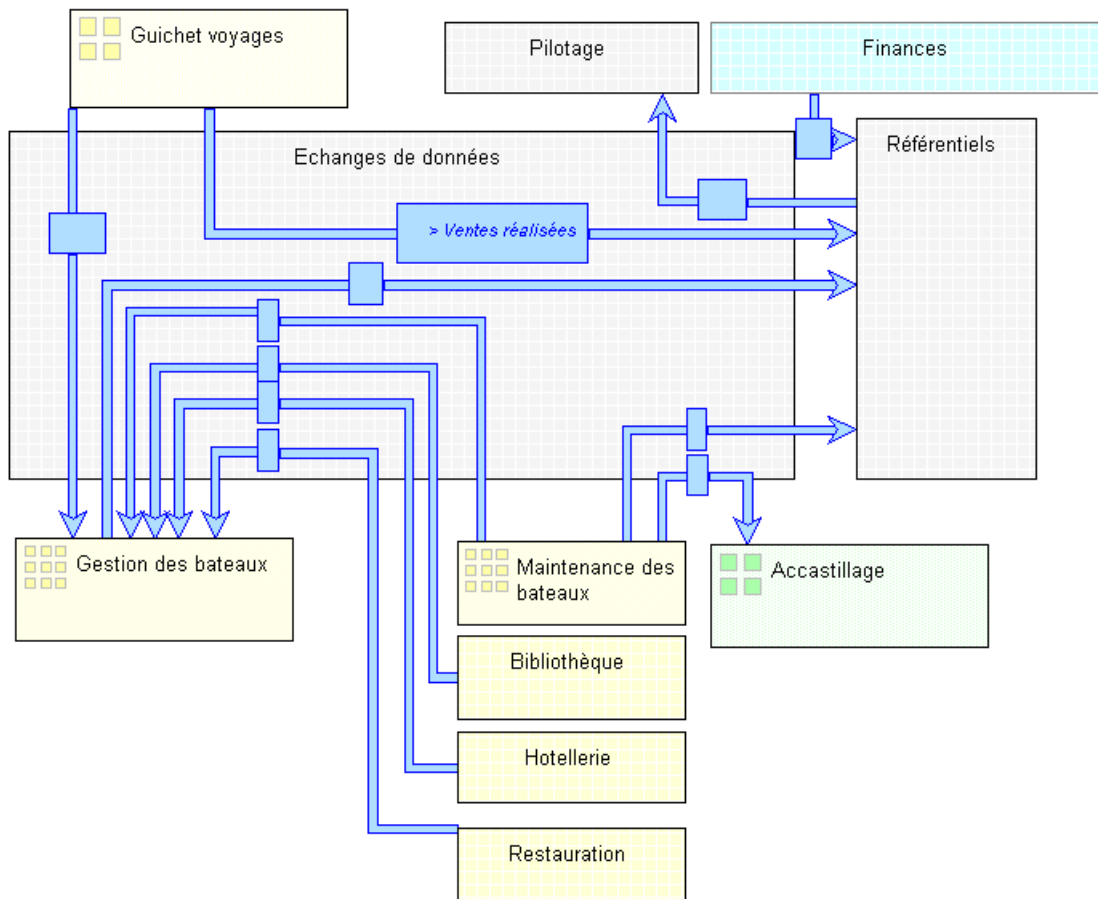 Guichet voyages
Pilotage
Finances
Echanges de données
Référentiels
> Ventes réalisées
Gestion des bateaux
Maintenance des
bateaux
Accastillage
Bibliothèque
Hotellerie
Restauration